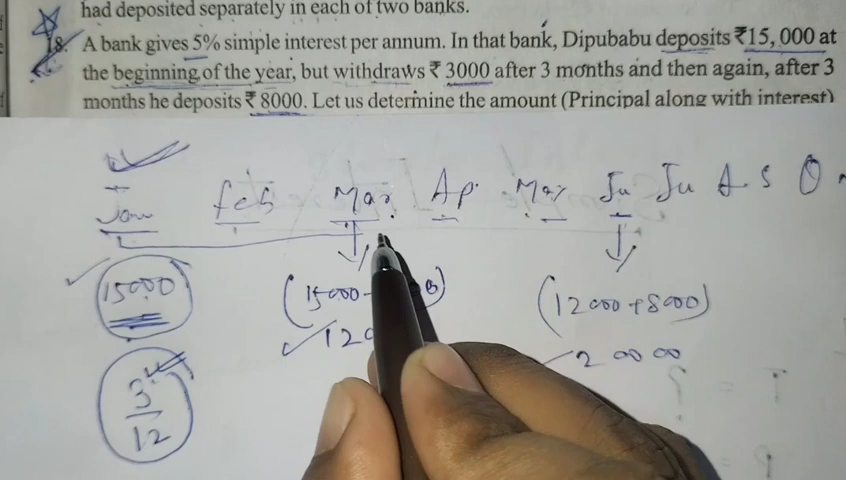 had deposited separately in each of two banks.
18. A bank gives 5% simple interest per annum. In that bank, Dipubabu deposits ₹15, 000 at
the beginning of the year, but withdraws ₹ 3000 after 3 months and then again, after 3
months he deposits ₹ 8000. Let us determine the amount (Principal along with interest)
Jan Feb Mar Ap. May Ju Ju A S O
15000 (15000- (12000+8000)
20000
3
12